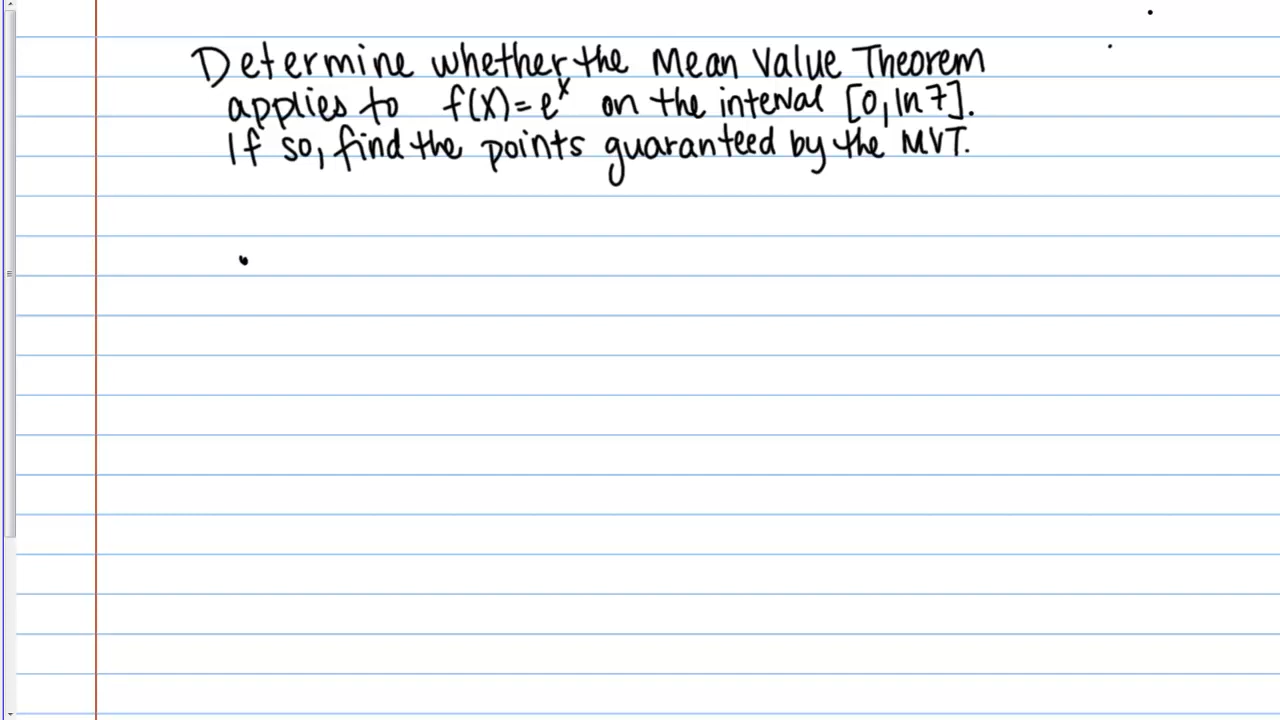 Determine whether the Mean Value Theorem
applies to f(x)=eˣ on the interval [0, ln 7].
If so, find the points guaranteed by the MVT.